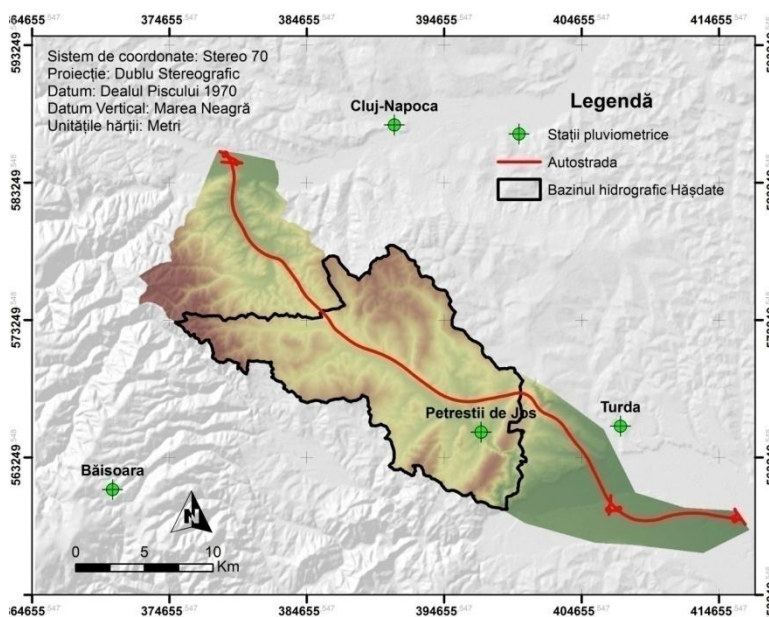 364655 374655 384655 394655 404655 414655
593249
583249
573249
563249
Sistem de coordonate: Stereo 70
Proiecție: Dublu Stereografic
Datum: Dealul Piscului 1970
Datum Vertical: Marea Neagră
Unitățile hărții: Metri
Legendă
Stații pluviometrice
Autostrada
Bazinul hidrografic Hășdate
Cluj-Napoca
Petrestii de Jos
Turda
Băisoara
N
0 5 10
Km
364655 374655 384655 394655 404655 414655